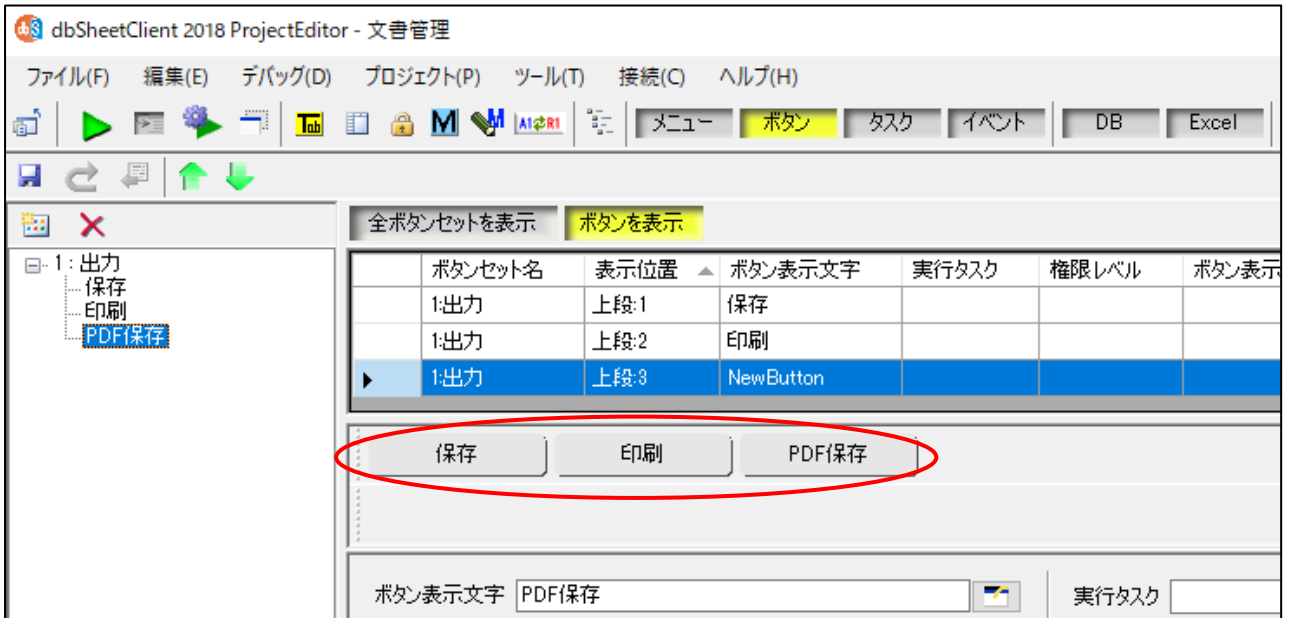 dbS dbSheetClient 2018 ProjectEditor - 文書管理
ファイル(F) 編集(E) デバッグ(D) プロジェクト(P) ツール(T) 接続(C) ヘルプ(H)
Tab M M A1 R1 メニュー ボタン タスク イベント DB Excel
全ボタンセットを表示 ボタンを表示
1 : 出力
保存
印刷
PDF保存
ボタンセット名 表示位置 ボタン表示文字 実行タスク 権限レベル ボタン表示
1:出力 上段:1 保存
1:出力 上段:2 印刷
1:出力 上段:3 NewButton
保存 印刷 PDF保存
ボタン表示文字 PDF保存 実行タスク